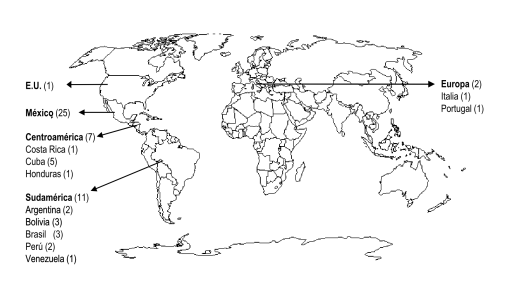 E.U. (1)
México (25)
Centroamérica (7)
Costa Rica (1)
Cuba (5)
Honduras (1)
Sudamérica (11)
Argentina (2)
Bolivia (3)
Brasil (3)
Perú (2)
Venezuela (1)
Europa (2)
Italia (1)
Portugal (1)